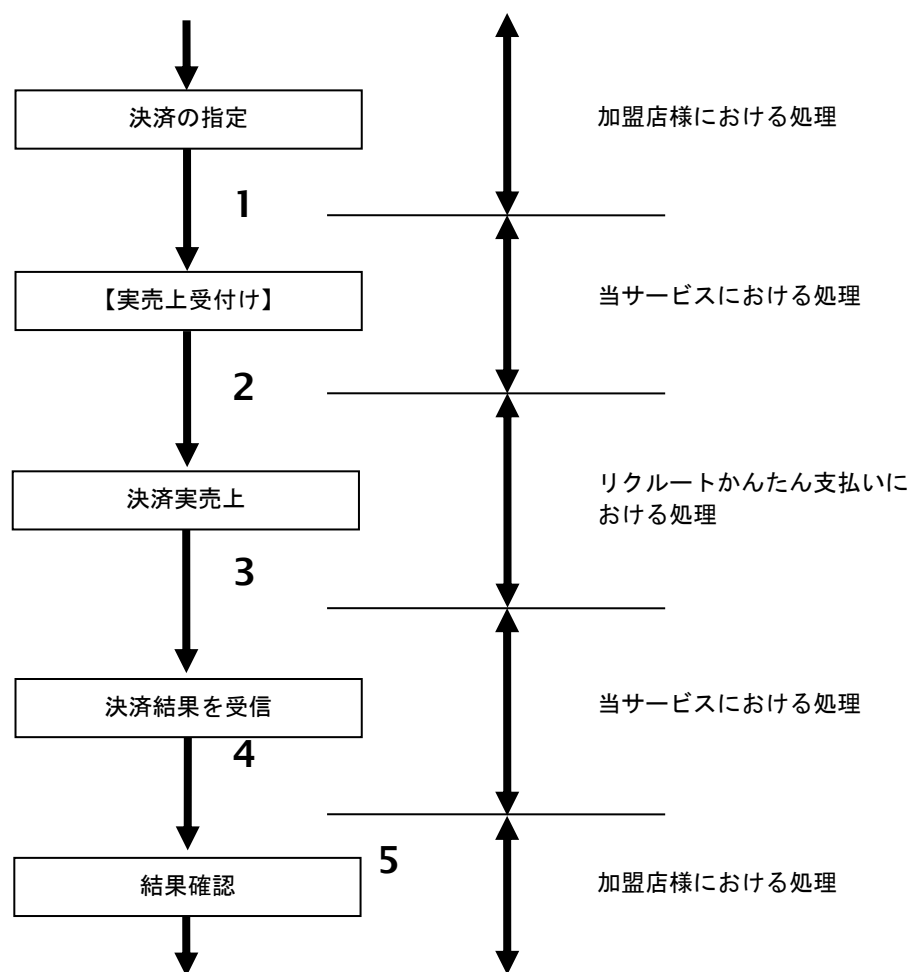 決済の指定
加盟店様における処理
1
【実売上受付け】
当サービスにおける処理
2
決済実売上
リクルートかんたん支払いに
おける処理
3
決済結果を受信
当サービスにおける処理
4
5
結果確認
加盟店様における処理